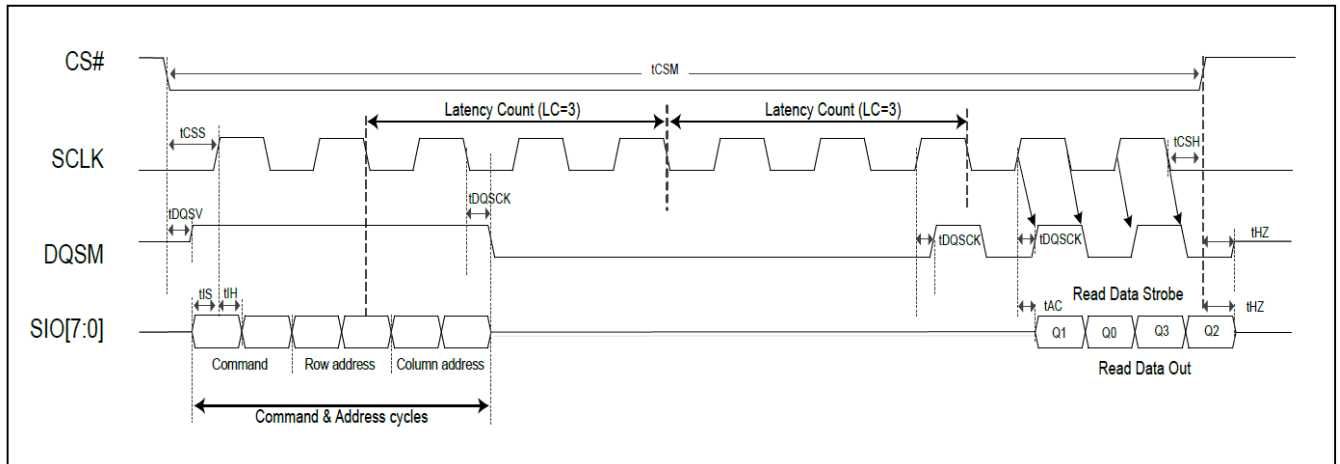 CS#
tCSM
Latency Count (LC=3) Latency Count (LC=3)
tCSS
SCLK
tCSH
tDQSV
tDQSCK
DQSM
tDQSCK
tDQSCK
tHZ
tIS tIH
Read Data Strobe
tAC
tHZ
SIO[7:0]
Q1 Q0 Q3 Q2
Command Row address Column address
Read Data Out
Command & Address cycles